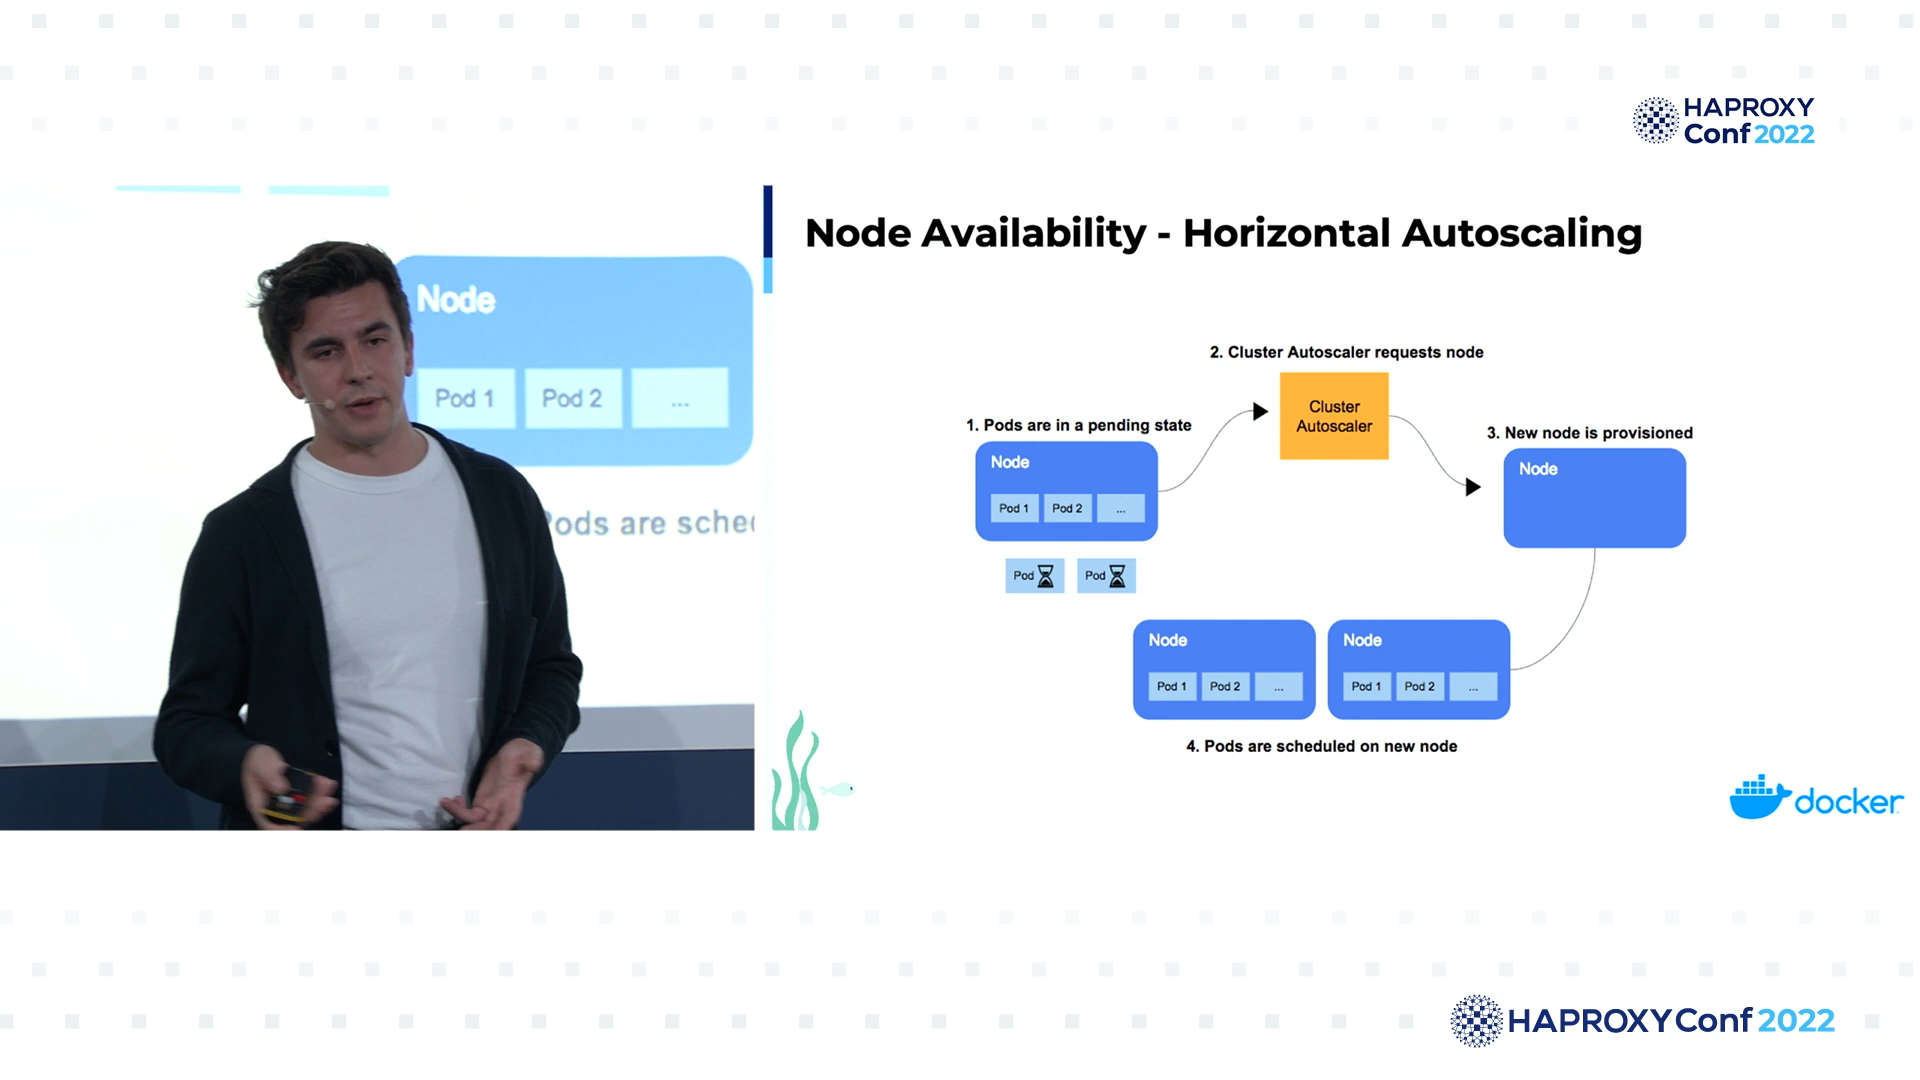 HAPROXY
Conf 2022
Node
Pod 1
Pod 2
...
Pods are sche
Node Availability - Horizontal Autoscaling
2. Cluster Autoscaler requests node
Cluster
Autoscaler
1. Pods are in a pending state
Node
Pod 1
Pod 2
...
Pod
Pod
3. New node is provisioned
Node
Node
Pod 1
Pod 2
...
Node
Pod 1
Pod 2
...
4. Pods are scheduled on new node
docker
HAPROXY Conf 2022